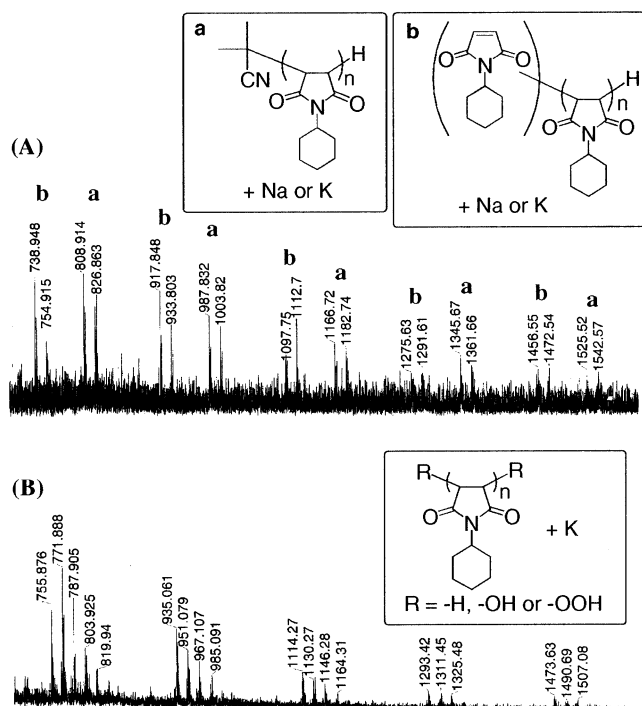 a
CN
H
n
O
N
O
+ Na or K
b
O
N
O
H
n
O
N
O
+ Na or K
(A)
b
a
b
a
b
a
b
a
b
a
738.948
754.915
808.914
826.863
917.848
933.803
987.832
1003.82
1097.75
1112.7
1166.72
1182.74
1275.63
1291.61
1345.67
1361.66
1456.55
1472.54
1525.52
1542.57
(B)
R
R
n
O
N
O
+ K
R = -H, -OH or -OOH
755.876
771.888
787.905
803.925
819.94
935.061
951.079
967.107
985.091
1114.27
1130.27
1146.28
1164.31
1293.42
1311.45
1325.48
1473.63
1490.69
1507.08